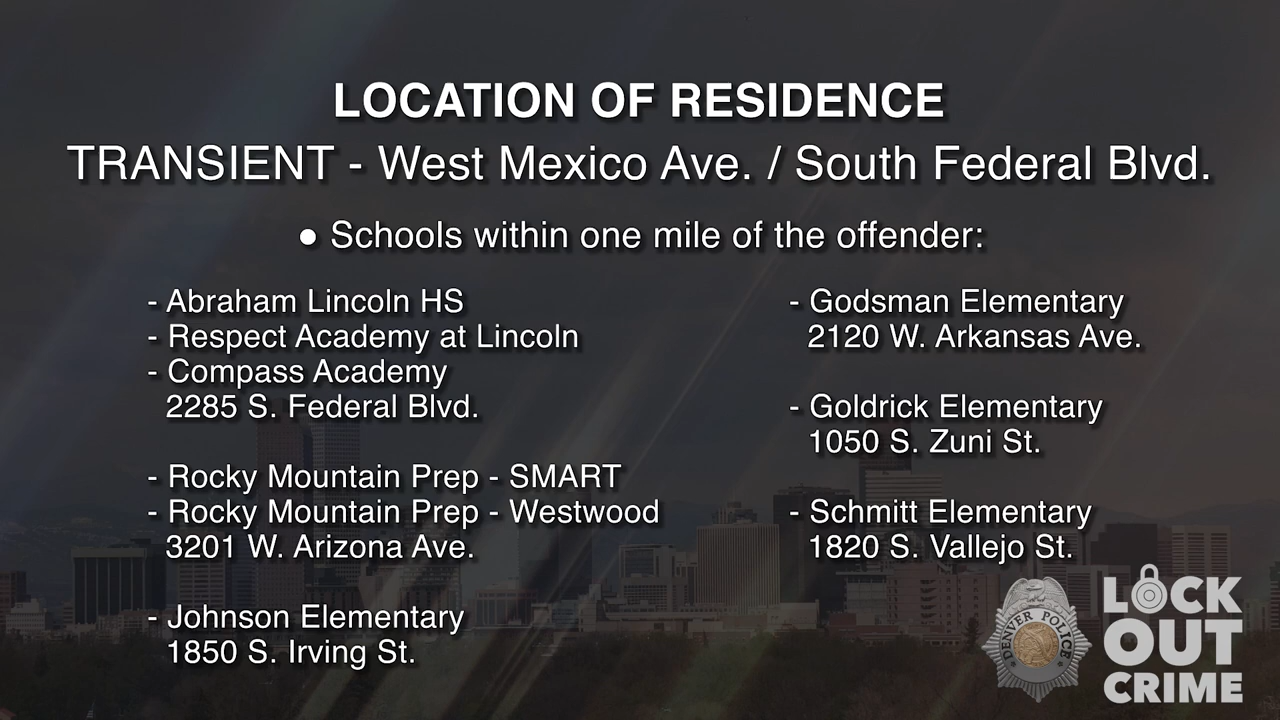 LOCATION OF RESIDENCE
TRANSIENT - West Mexico Ave. / South Federal Blvd.
● Schools within one mile of the offender:
- Abraham Lincoln HS
- Respect Academy at Lincoln
- Compass Academy
2285 S. Federal Blvd.
- Rocky Mountain Prep - SMART
- Rocky Mountain Prep - Westwood
3201 W. Arizona Ave.
- Johnson Elementary
1850 S. Irving St.
- Godsman Elementary
2120 W. Arkansas Ave.
- Goldrick Elementary
1050 S. Zuni St.
- Schmitt Elementary
1820 S. Vallejo St.
DENVER POLICE
LOCK
OUT
CRIME